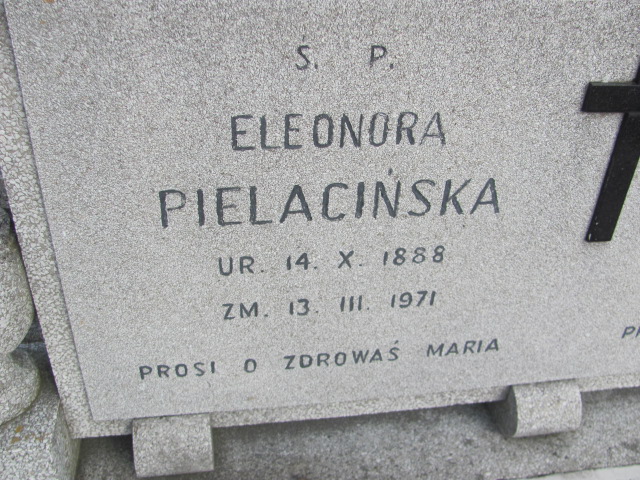 S. P.
ELEONORA
PIELACIŃSKA
UR. 14. X. 1888
ZM. 13. III. 1971
PROSI O ZDROWAŚ MARIA